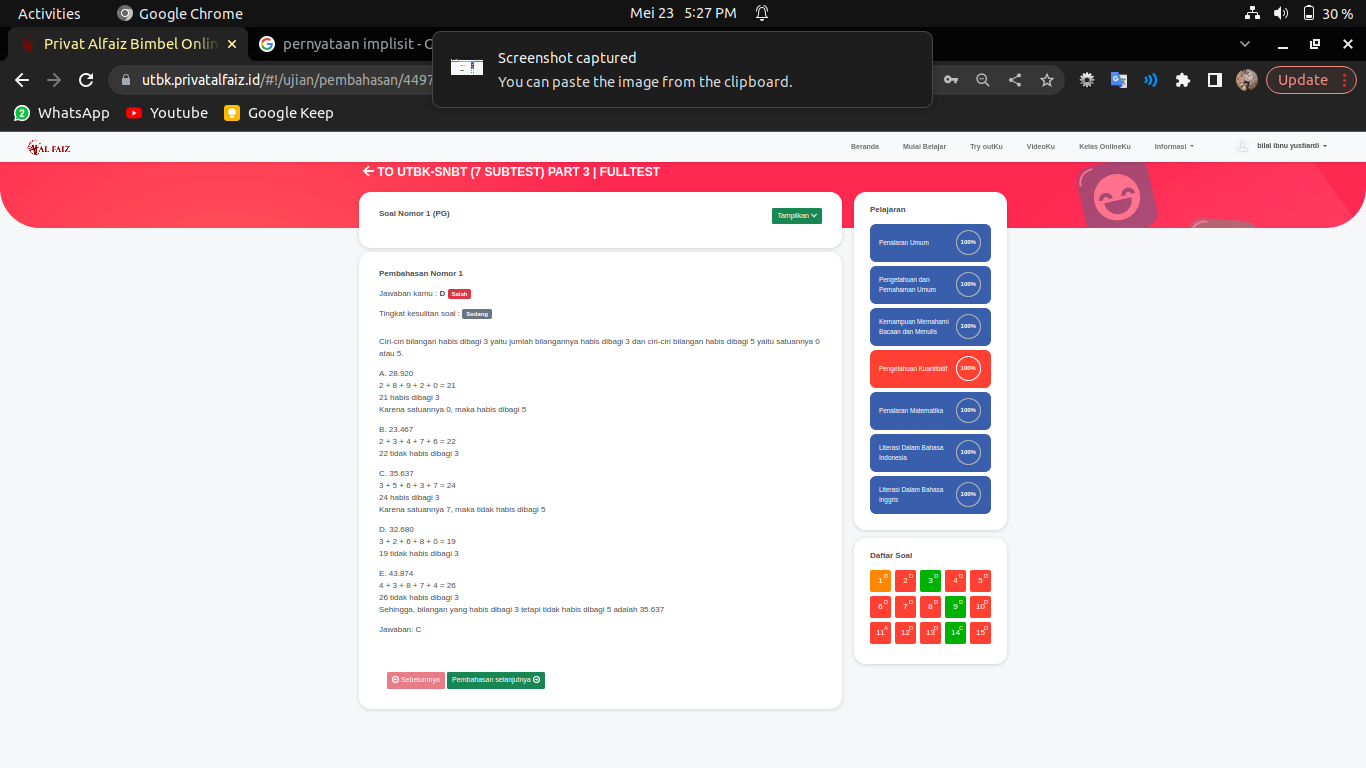 Activities
Google Chrome
Mei 23 5:27 PM
30 %
Privat Alfaiz Bimbel Onlin
pernyataan implisit - G
Screenshot captured
You can paste the image from the clipboard.
utbk.privatalfaiz.id/#!/ujian/pembahasan/4497
Update
2
WhatsApp
YouTube
Google Keep
AL FAIZ
Beranda
Mulai Belajar
Try outKu
VideoKu
Kelas OnlineKu
Informasi
bilal ibnu yustiardi
TO UTBK-SNBT (7 SUBTEST) PART 3 | FULLTEST
Soal Nomor 1 (PG)
Tampilkan
Pembahasan Nomor 1
Jawaban kamu : D Salah
Tingkat kesulitan soal : Sedang
Ciri-ciri bilangan habis dibagi 3 yaitu jumlah bilangannya habis dibagi 3 dan ciri-ciri bilangan habis dibagi 5 yaitu satuannya 0
atau 5.
A. 28.920
2 + 8 + 9 + 2 + 0 = 21
21 habis dibagi 3
Karena satuannya 0, maka habis dibagi 5
B. 23.467
2 + 3 + 4 + 7 + 6 = 22
22 tidak habis dibagi 3
C. 35.637
3 + 5 + 6 + 3 + 7 = 24
24 habis dibagi 3
Karena satuannya 7, maka tidak habis dibagi 5
D. 32.680
3 + 2 + 6 + 8 + 0 = 19
19 tidak habis dibagi 3
E. 43.874
4 + 3 + 8 + 7 + 4 = 26
26 tidak habis dibagi 3
Sehingga, bilangan yang habis dibagi 3 tetapi tidak habis dibagi 5 adalah 35.637
Jawaban: C
Sebelumnya
Pembahasan selanjutnya
Pelajaran
Penalaran Umum 100%
Pengetahuan dan
Pemahaman Umum 100%
Kemampuan Memahami
Bacaan dan Menulis 100%
Pengetahuan Kuantitatif 100%
Penalaran Matematika 100%
Literasi Dalam Bahasa
Indonesia 100%
Literasi Dalam Bahasa
Inggris 100%
Daftar Soal
1 D 2 D 3 D 4 D 5 D
6 D 7 D 8 D 9 D 10 D
11 A 12 D 13 D 14 C 15 D